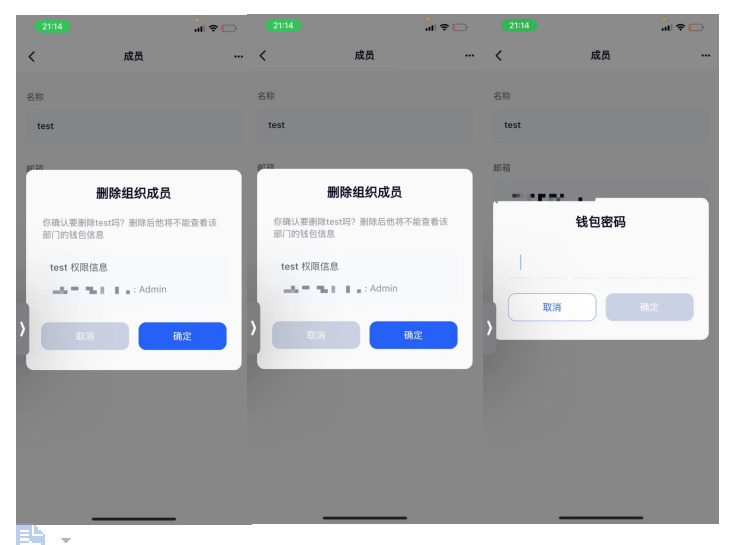 21:14
成员
名称
test
邮箱
删除组织成员
你确认要删除test吗？删除后他将不能查看该
部门的钱包信息
test 权限信息
: Admin
取消
确定
21:14
成员
名称
test
邮箱
删除组织成员
你确认要删除test吗？删除后他将不能查看该
部门的钱包信息
test 权限信息
: Admin
取消
确定
21:14
成员
名称
test
邮箱
钱包密码
取消
确定